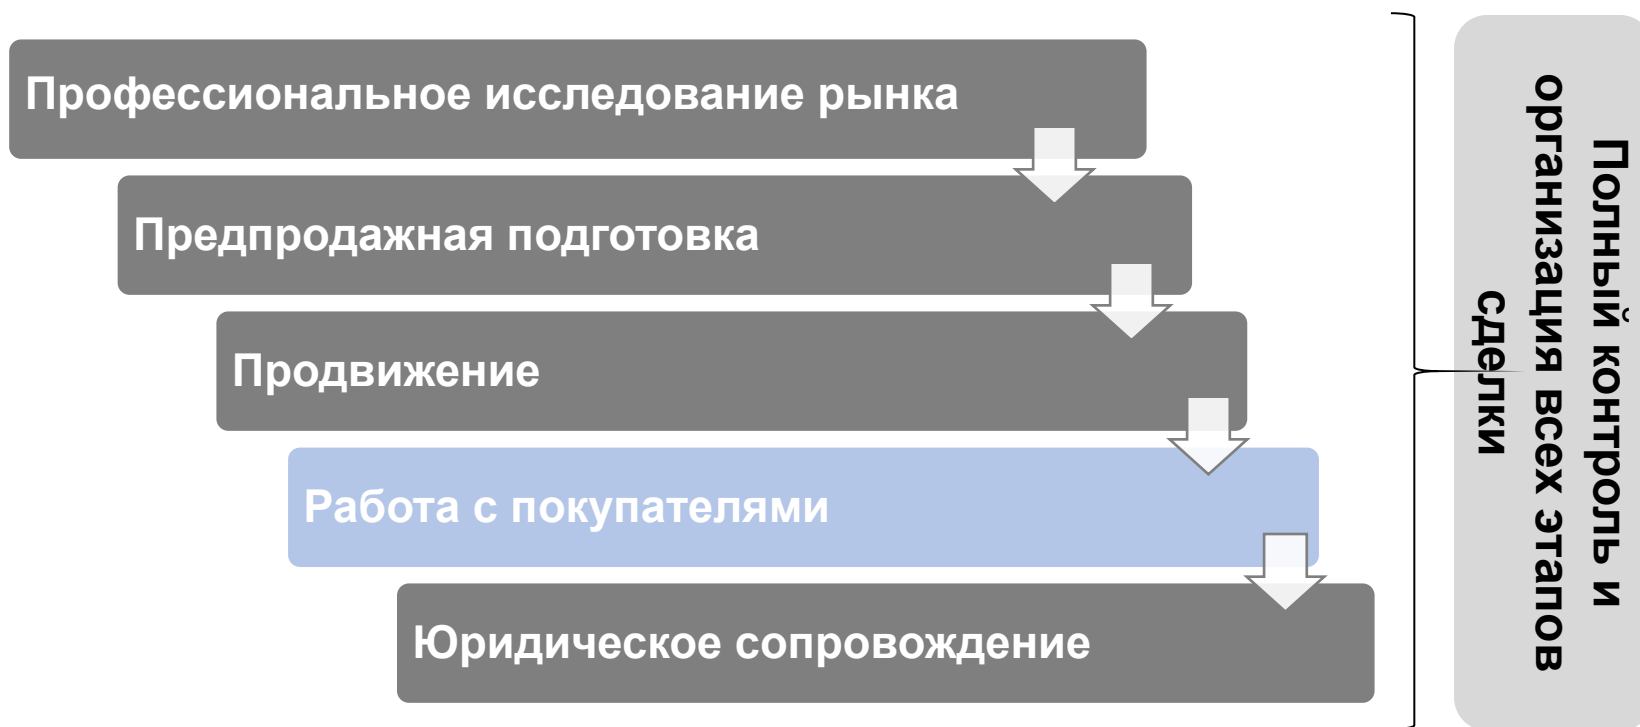 Профессиональное исследование рынка
Предпродажная подготовка
Продвижение
Работа с покупателями
Юридическое сопровождение
Полный контроль и
организация всех этапов
сделки